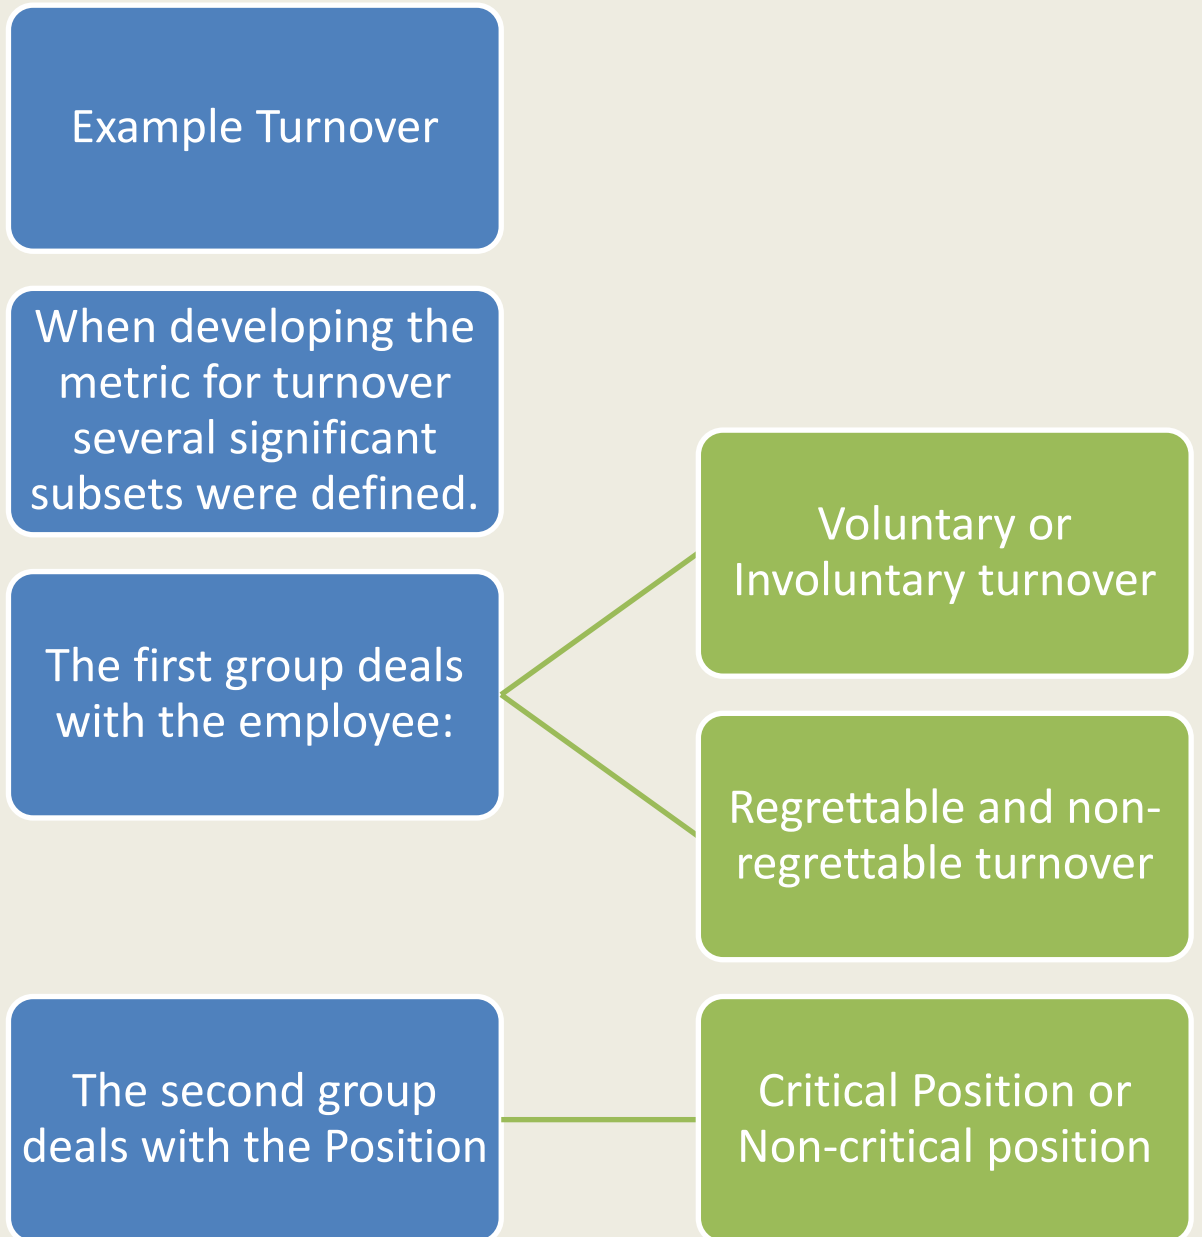 Example Turnover
When developing the
metric for turnover
several significant
subsets were defined.
The first group deals
with the employee:
Voluntary or
Involuntary turnover
Regrettable and non-
regrettable turnover
The second group
deals with the Position
Critical Position or
Non-critical position